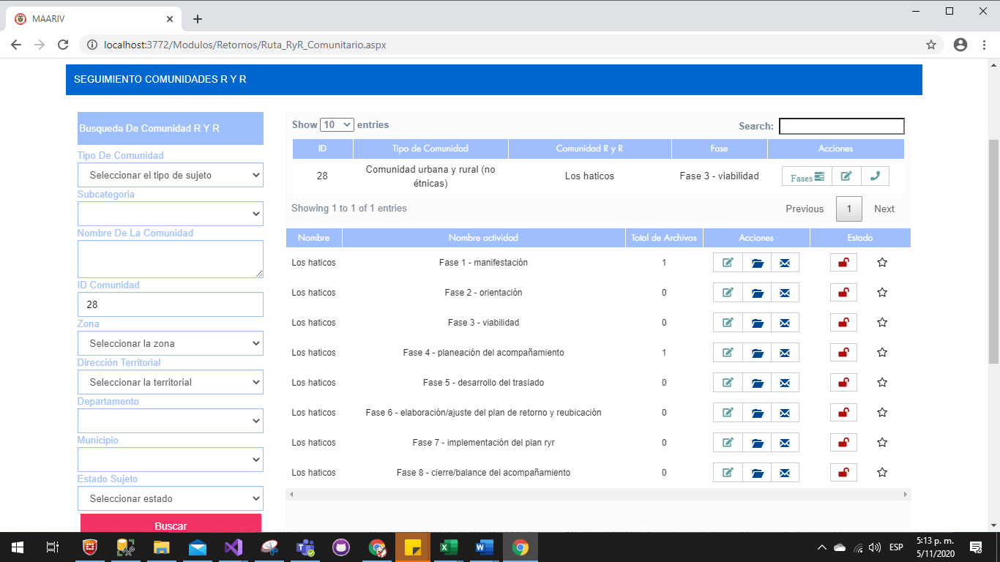 MAARIV
localhost:3772/Modulos/Retornos/Ruta_RyR_Comunitario.aspx
SEGUIMIENTO COMUNIDADES R Y R
Busqueda De Comunidad R Y R
Tipo De Comunidad
Seleccionar el tipo de sujeto
Subcategoria
Nombre De La Comunidad
ID Comunidad
28
Zona
Seleccionar la zona
Dirección Territorial
Seleccionar la territorial
Departamento
Municipio
Estado Sujeto
Seleccionar estado
Buscar
Show 10 entries
Search:
ID Tipo de Comunidad Comunidad R y R Fase Acciones
28 Comunidad urbana y rural (no étnicas) Los haticos Fase 3 - viabilidad Fases
Showing 1 to 1 of 1 entries
Previous 1 Next
Nombre Nombre actividad Total de Archivos Acciones Estado
Los haticos Fase 1 - manifestación 1
Los haticos Fase 2 - orientación 0
Los haticos Fase 3 - viabilidad 0
Los haticos Fase 4 - planeación del acompañamiento 1
Los haticos Fase 5 - desarrollo del traslado 0
Los haticos Fase 6 - elaboración/ajuste del plan de retorno y reubicación 0
Los haticos Fase 7 - implementación del plan ryr 0
Los haticos Fase 8 - cierre/balance del acompañamiento 0
ESP
5:13 p. m.
5/11/2020